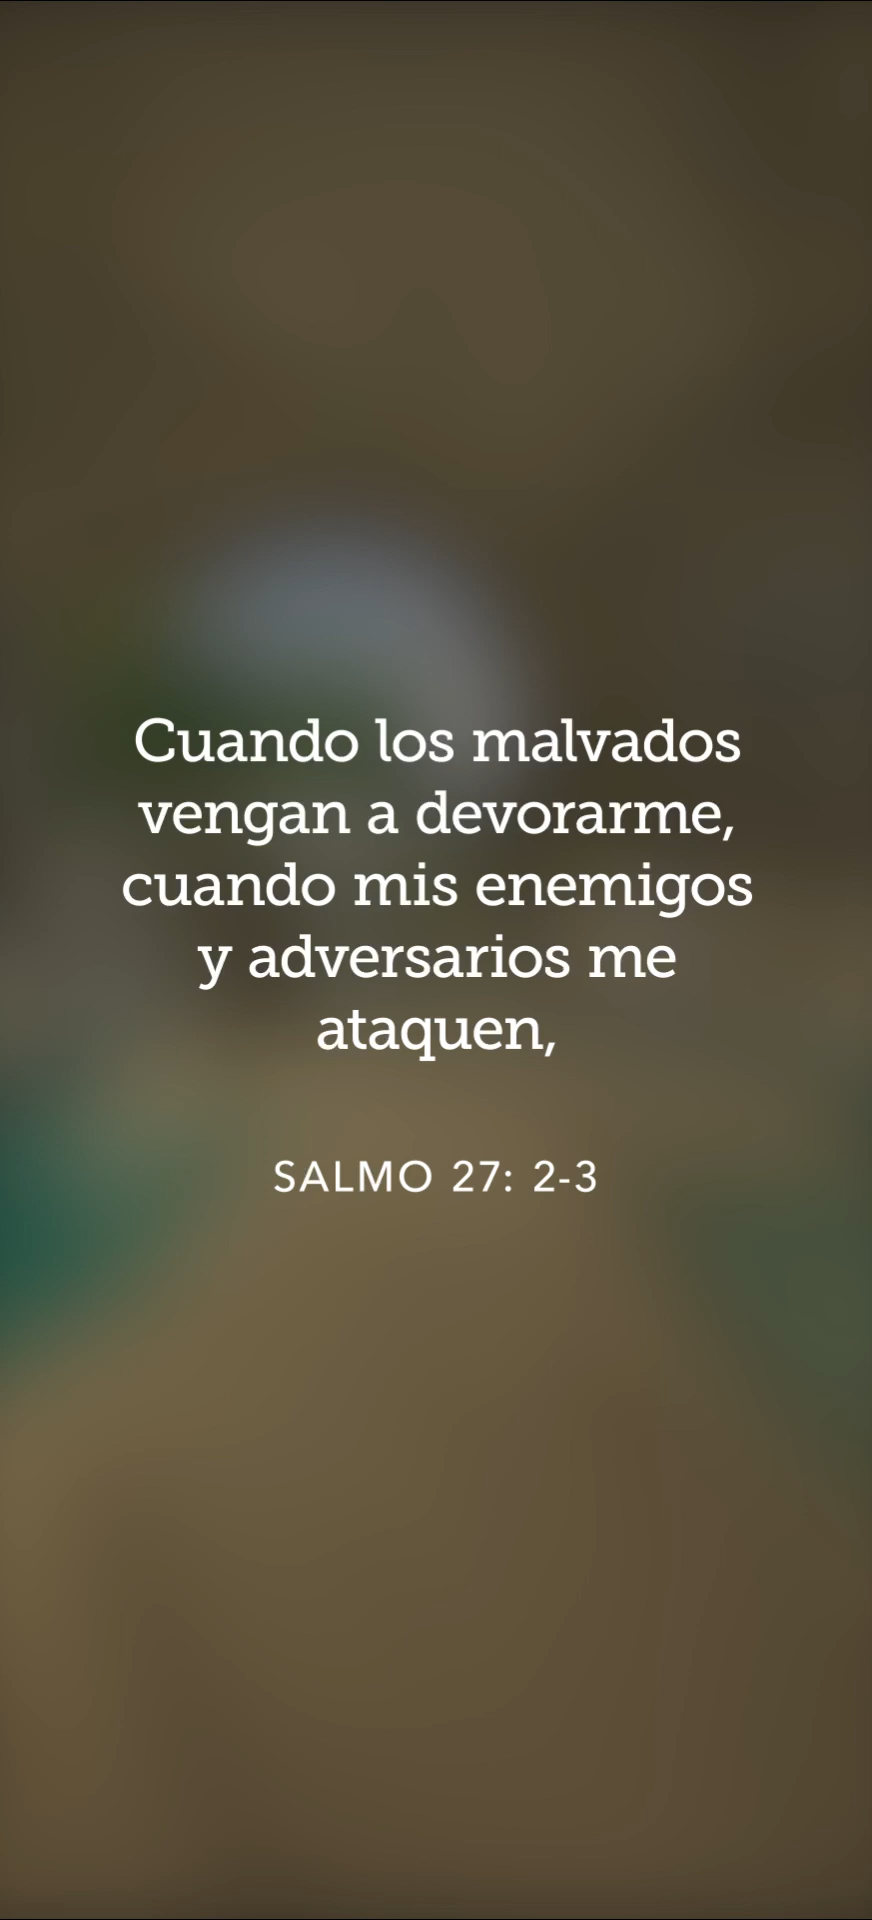 Cuando los malvados
vengan a devorarme,
cuando mis enemigos
y adversarios me
ataquen,
SALMO 27: 2-3